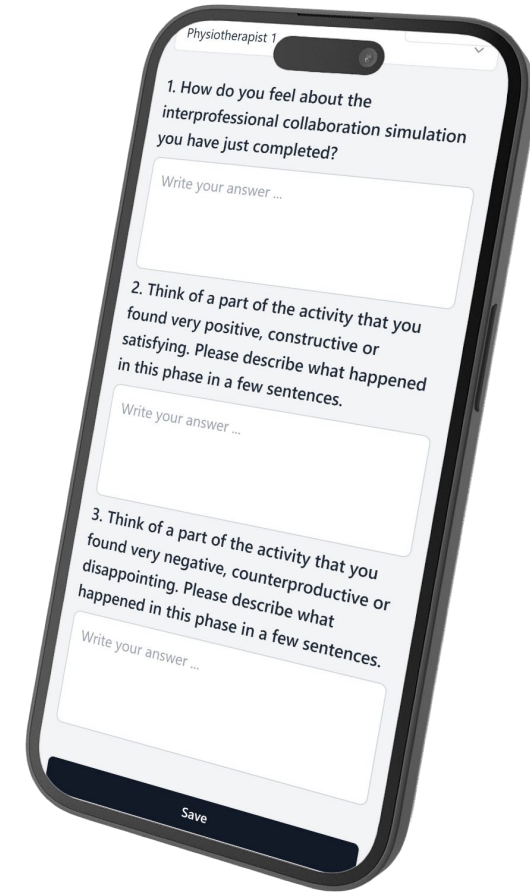 Physiotherapist 1
1. How do you feel about the
interprofessional collaboration simulation
you have just completed?
Write your answer ...
2. Think of a part of the activity that you
found very positive, constructive or
satisfying. Please describe what happened
in this phase in a few sentences.
Write your answer ...
3. Think of a part of the activity that you
found very negative, counterproductive or
disappointing. Please describe what
happened in this phase in a few sentences.
Write your answer ...
Save